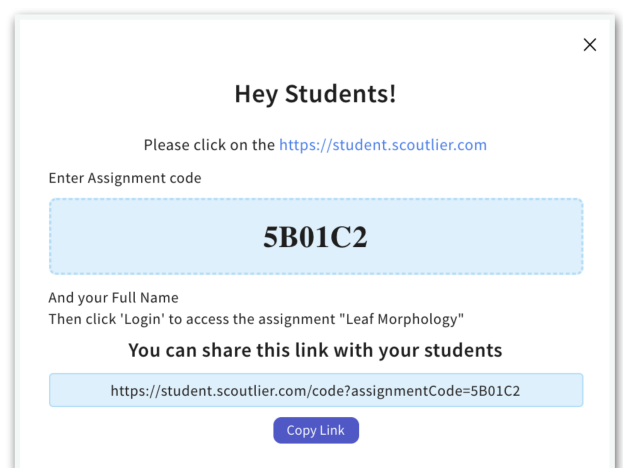 Hey Students!
Please click on the https://student.scoutlier.com
Enter Assignment code
5B01C2
And your Full Name
Then click 'Login' to access the assignment "Leaf Morphology"
You can share this link with your students
https://student.scoutlier.com/code?assignmentCode=5B01C2
Copy Link